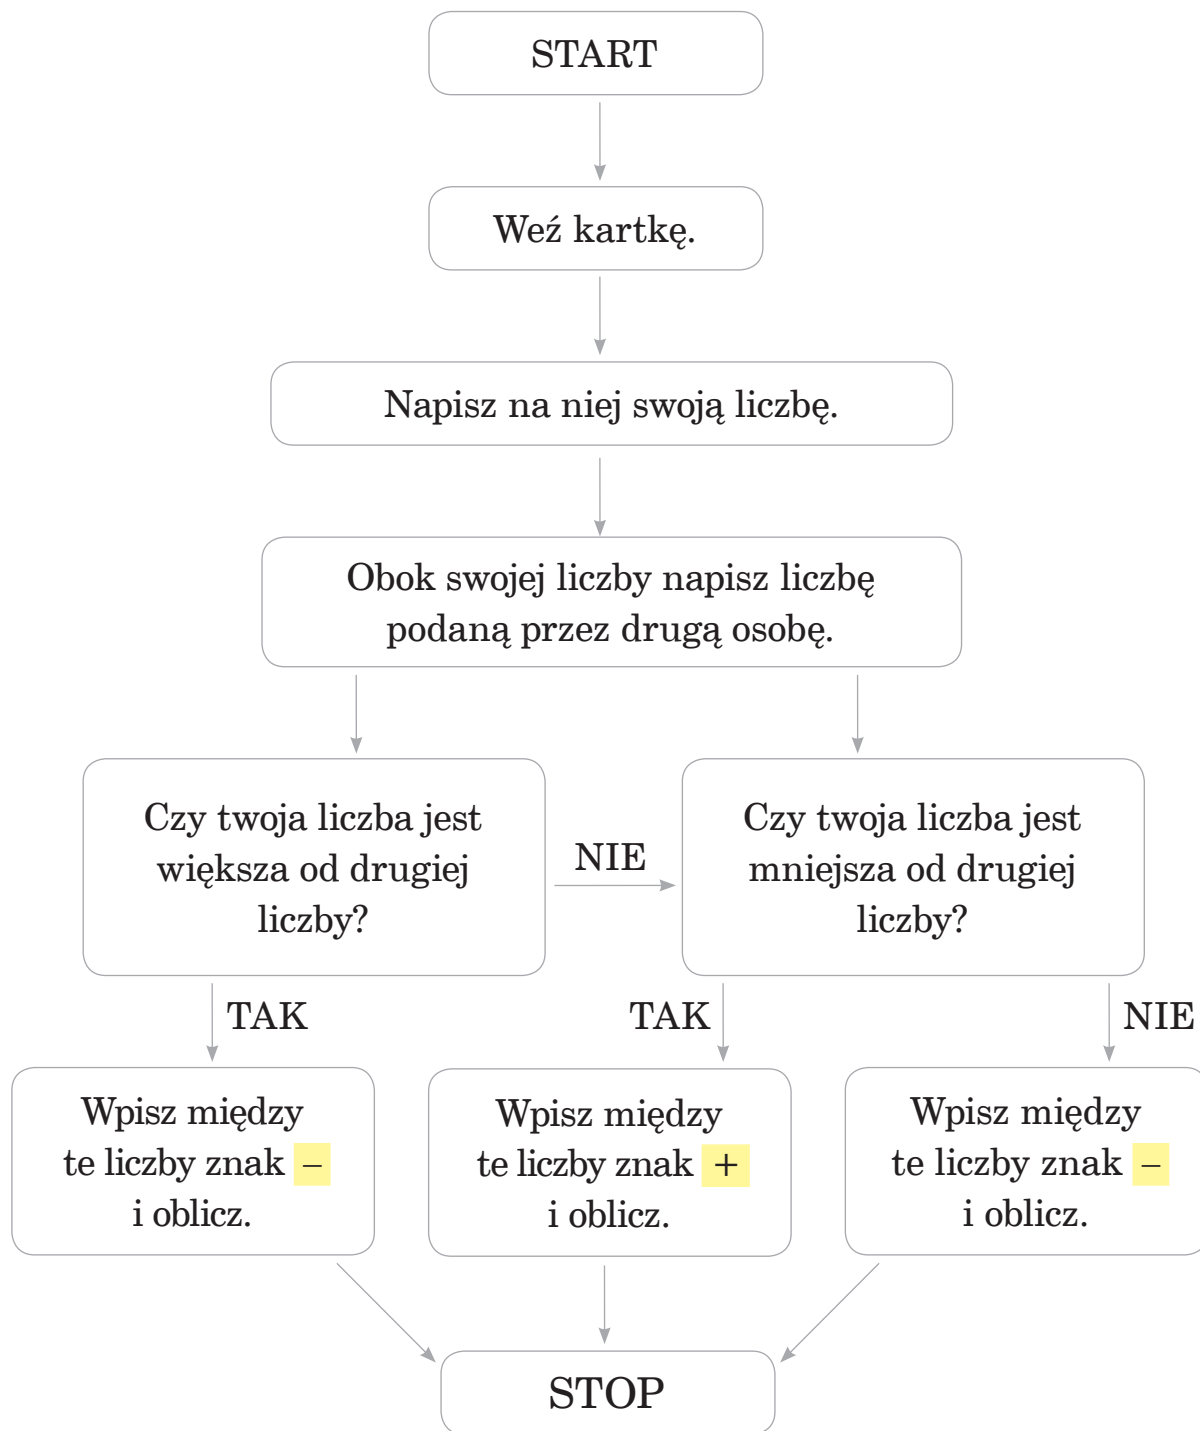 START
Weź kartkę.
Napisz na niej swoją liczbę.
Obok swojej liczby napisz liczbę
podaną przez drugą osobę.
Czy twoja liczba jest
większa od drugiej
liczby?
NIE
Czy twoja liczba jest
mniejsza od drugiej
liczby?
TAK
TAK
NIE
Wpisz między
te liczby znak –
i oblicz.
Wpisz między
te liczby znak +
i oblicz.
Wpisz między
te liczby znak –
i oblicz.
STOP